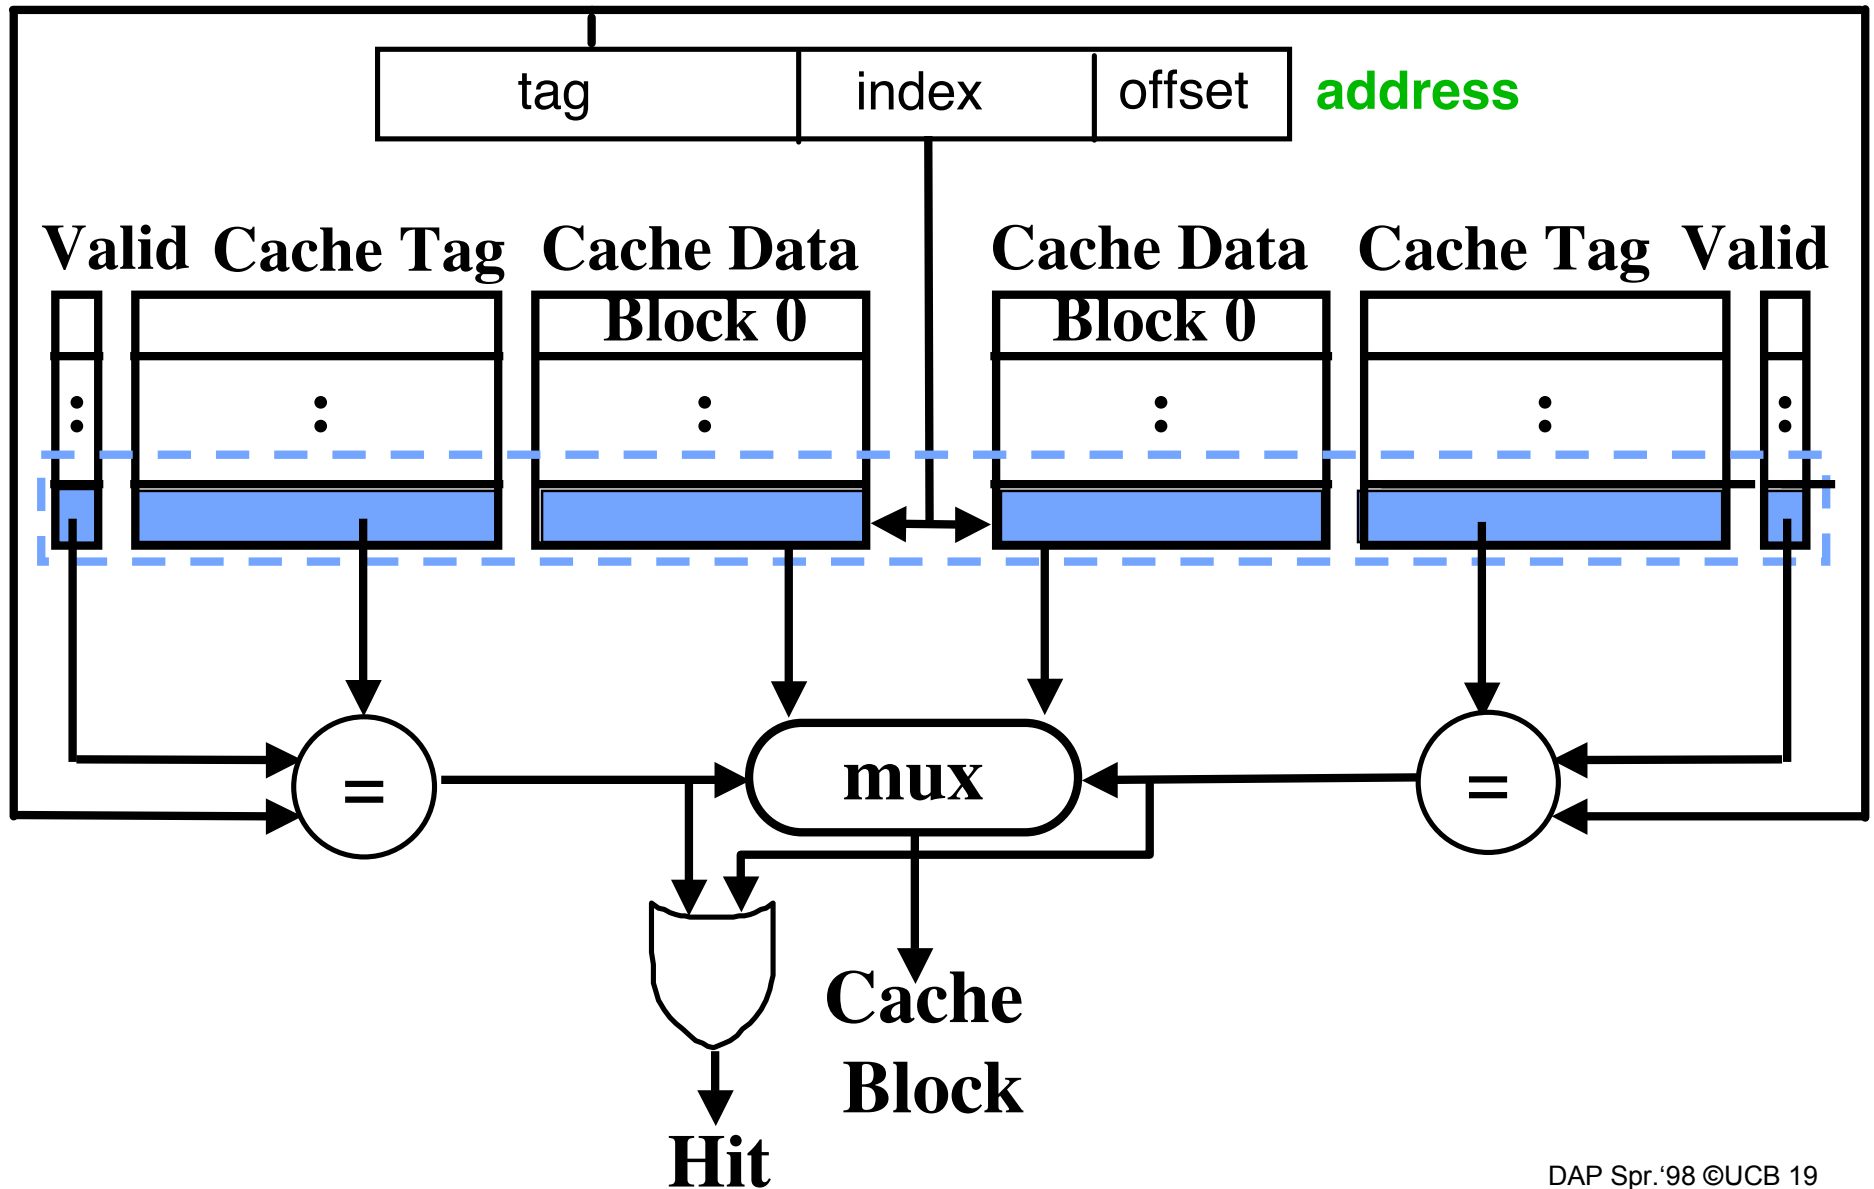 tag index offset address
Valid Cache Tag Cache Data Cache Data Cache Tag Valid
Block 0 Block 0
: : : : : :
= mux =
Cache
Block
Hit
DAP Spr.‘98 ©UCB 19